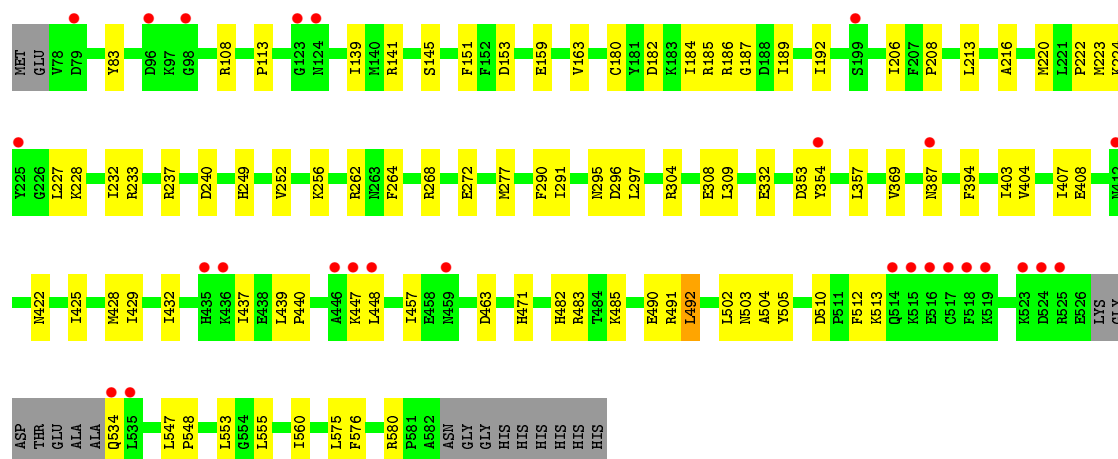 MET GLU V78 D79 Y83 D96 K97 G98 R108 P113 G123 N124 I139 M140 R141 S145 F151 F152 D153 E159 V163 C180 Y181 D182 K183 I184 R185 R186 G187 D188 I189 I192 S199 I206 F207 P208 L213 A216 M220 L221 P222 M223 K224
Y225 G226 L227 K228 I232 R233 R237 D240 H249 V252 K256 R262 N263 F264 R268 E272 M277 F290 I291 N295 D296 L297 R304 E308 L309 E332 D353 Y354 L357 V369 N387 F394 I403 V404 I407 E408
N422 I425 M428 I429 I432 H435 K436 I437 E438 L439 P440 A446 K447 L448 I457 E458 N459 D463 H471 H482 R483 T484 K485 E490 R491 L492 L502 N503 A504 Y505 D510 P511 F512 K513 Q514 K515 E516 C517 F518 K519 K523 D524 R525 E526 LYS
ASP THR GLU ALA ALA Q534 L535 L547 P548 L553 G554 L555 I560 L575 F576 R580 P581 A582 ASN GLY GLY HIS HIS HIS HIS HIS HIS